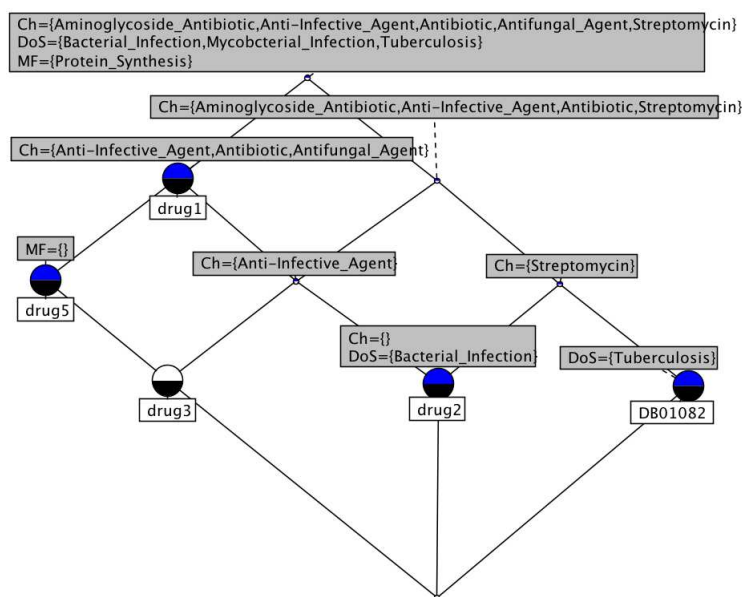 Ch={Aminoglycoside_Antibiotic,Anti-Infective_Agent,Antibiotic,Antifungal_Agent,Streptomycin}
DoS={Bacterial_Infection,Mycobcterial_Infection,Tuberculosis}
MF={Protein_Synthesis}
Ch={Aminoglycoside_Antibiotic,Anti-Infective_Agent,Antibiotic,Streptomycin}
Ch={Anti-Infective_Agent,Antibiotic,Antifungal_Agent}
drug1
MF={}
drug5
Ch={Anti-Infective_Agent}
Ch={Streptomycin}
Ch={}
DoS={Bacterial_Infection}
DoS={Tuberculosis}
drug3
drug2
DB01082